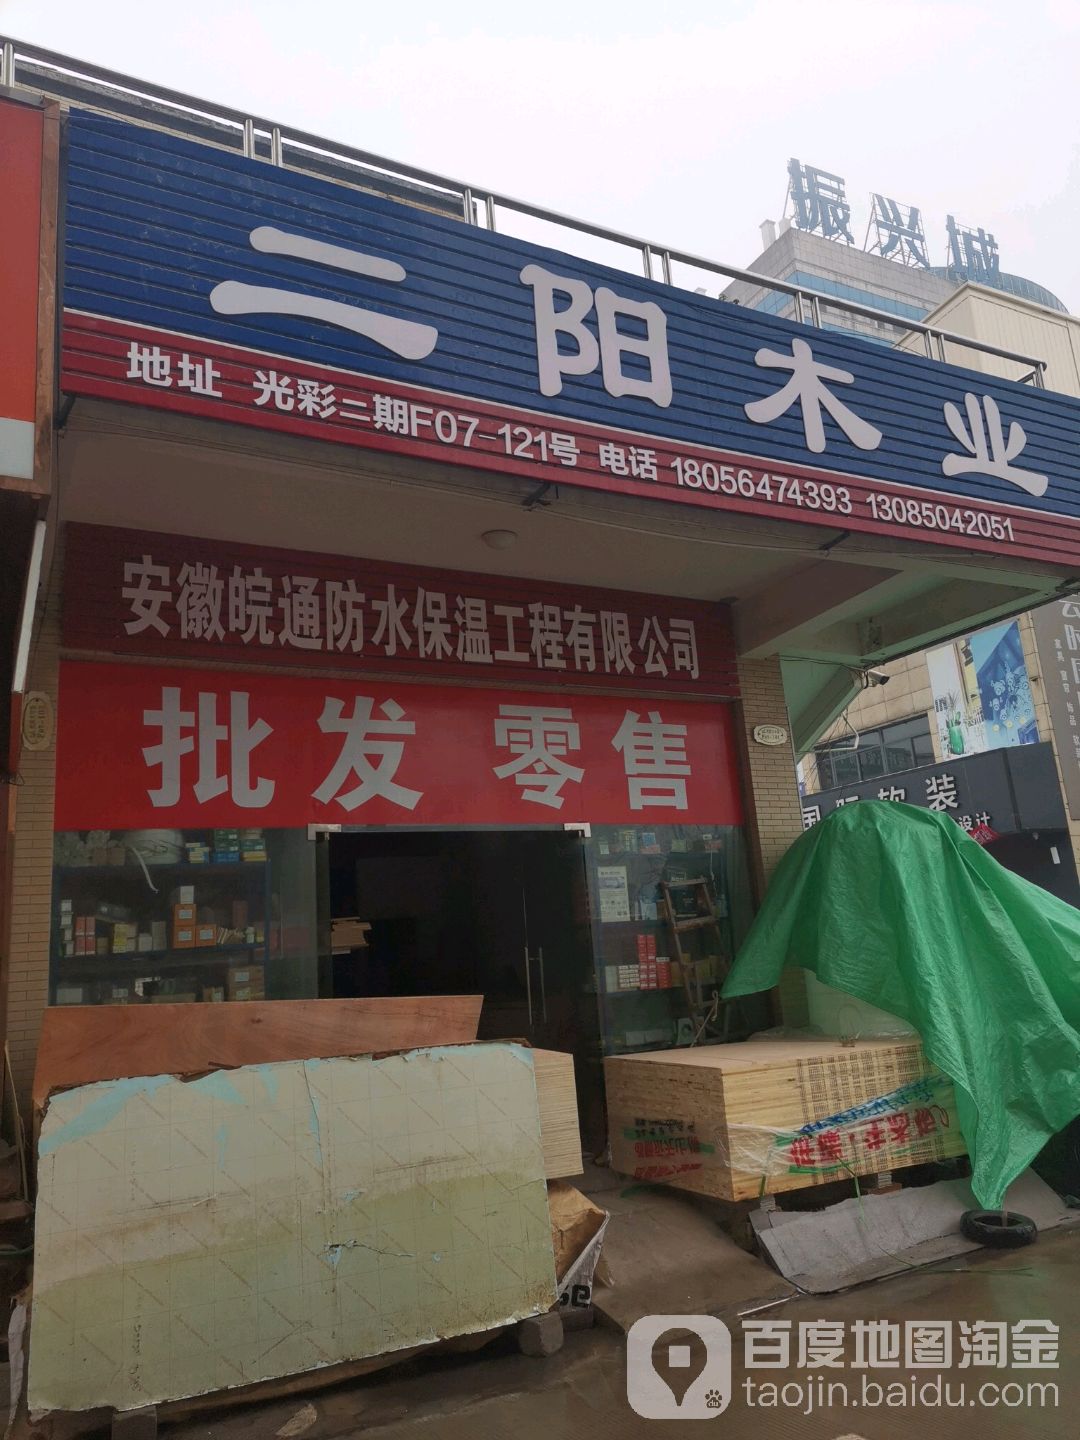 振兴城
二阳木业
地址 光彩二期F07-121号 电话 18056474393 13085042051
安徽皖通防水保温工程有限公司
批发 零售
软装
设计
百度地图淘金
taojin.baidu.com